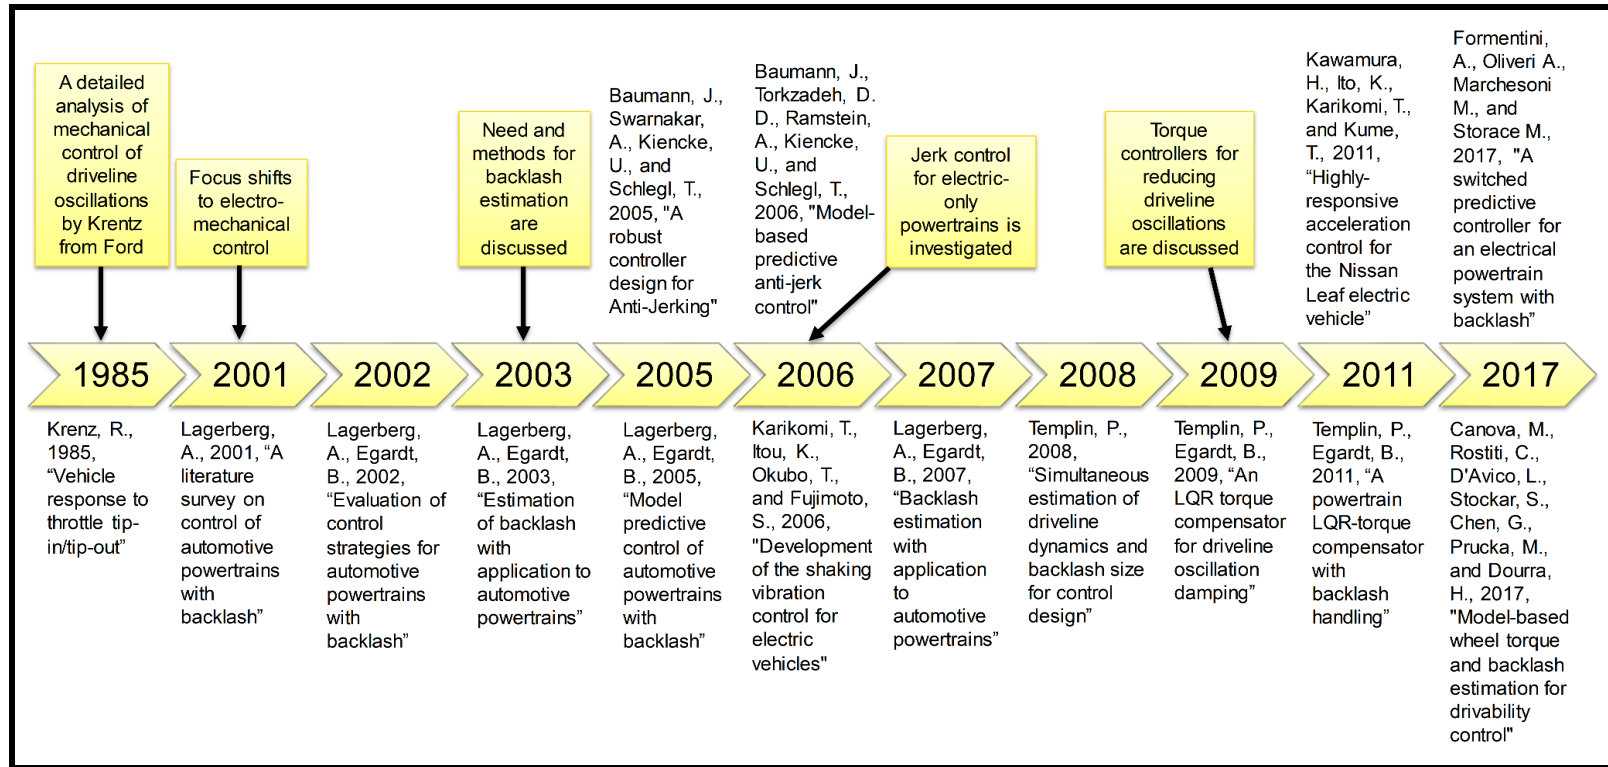 A detailed
analysis of
mechanical
control of
driveline
oscillations
by Krentz
from Ford
Focus shifts
to electro-
mechanical
control
Need and
methods for
backlash
estimation
are
discussed
Baumann, J.,
Swarnakar,
A., Kiencke,
U., and
Schlegl, T.,
2005, "A
robust
controller
design for
Anti-Jerking"
Baumann, J.,
Torkzadeh, D.
D., Ramstein,
A., Kiencke,
U., and
Schlegl, T.,
2006, "Model-
based
predictive
anti-jerk
control"
Jerk control
for electric-
only
powertrains is
investigated
Torque
controllers for
reducing
driveline
oscillations
are discussed
Kawamura,
H., Ito, K.,
Karikomi, T.,
and Kume,
T., 2011,
“Highly-
responsive
acceleration
control for
the Nissan
Leaf electric
vehicle”
Formentini,
A., Oliveri A.,
Marchesoni
M., and
Storace M.,
2017, "A
switched
predictive
controller for
an electrical
powertrain
system with
backlash”
1985
2001
2002
2003
2005
2006
2007
2008
2009
2011
2017
Krenz, R.,
1985,
“Vehicle
response to
throttle tip-
in/tip-out”
Lagerberg,
A., 2001, “A
literature
survey on
control of
automotive
powertrains
with
backlash”
Lagerberg,
A., Egardt,
B., 2002,
“Evaluation of
control
strategies for
automotive
powertrains
with
backlash”
Lagerberg,
A., Egardt,
B., 2003,
“Estimation
of backlash
with
application to
automotive
powertrains”
Lagerberg,
A., Egardt,
B., 2005,
“Model
predictive
control of
automotive
powertrains
with
backlash”
Karikomi, T.,
Itou, K.,
Okubo, T.,
and Fujimoto,
S., 2006,
"Development
of the shaking
vibration
control for
electric
vehicles"
Lagerberg,
A., Egardt,
B., 2007,
“Backlash
estimation
with
application
to
automotive
powertrains”
Templin, P.,
2008,
“Simultaneous
estimation of
driveline
dynamics and
backlash size
for control
design”
Templin, P.,
Egardt, B.,
2009, “An
LQR torque
compensator
for driveline
oscillation
damping”
Templin, P.,
Egardt, B.,
2011, “A
powertrain
LQR-torque
compensator
with
backlash
handling”
Canova, M.,
Rostiti, C.,
D'Avico, L.,
Stockar, S.,
Chen, G.,
Prucka, M.,
and Dourra,
H., 2017,
"Model-based
wheel torque
and backlash
estimation for
drivability
control"